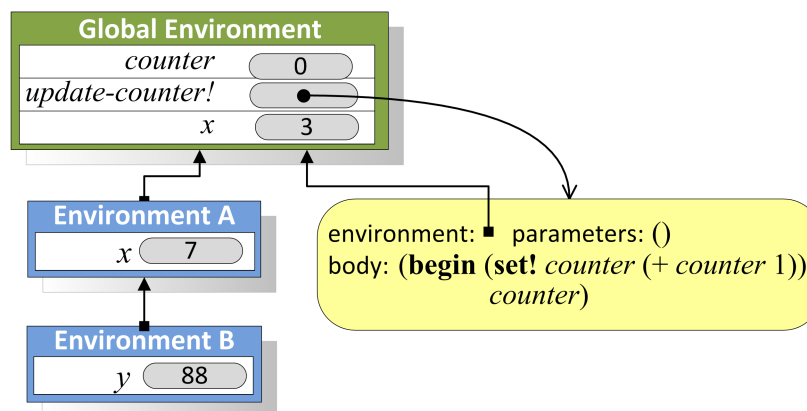 Global Environment
counter 0
update-counter!
x 3
Environment A
x 7
environment: parameters: ()
body: (begin (set! counter (+ counter 1))
counter)
Environment B
y 88